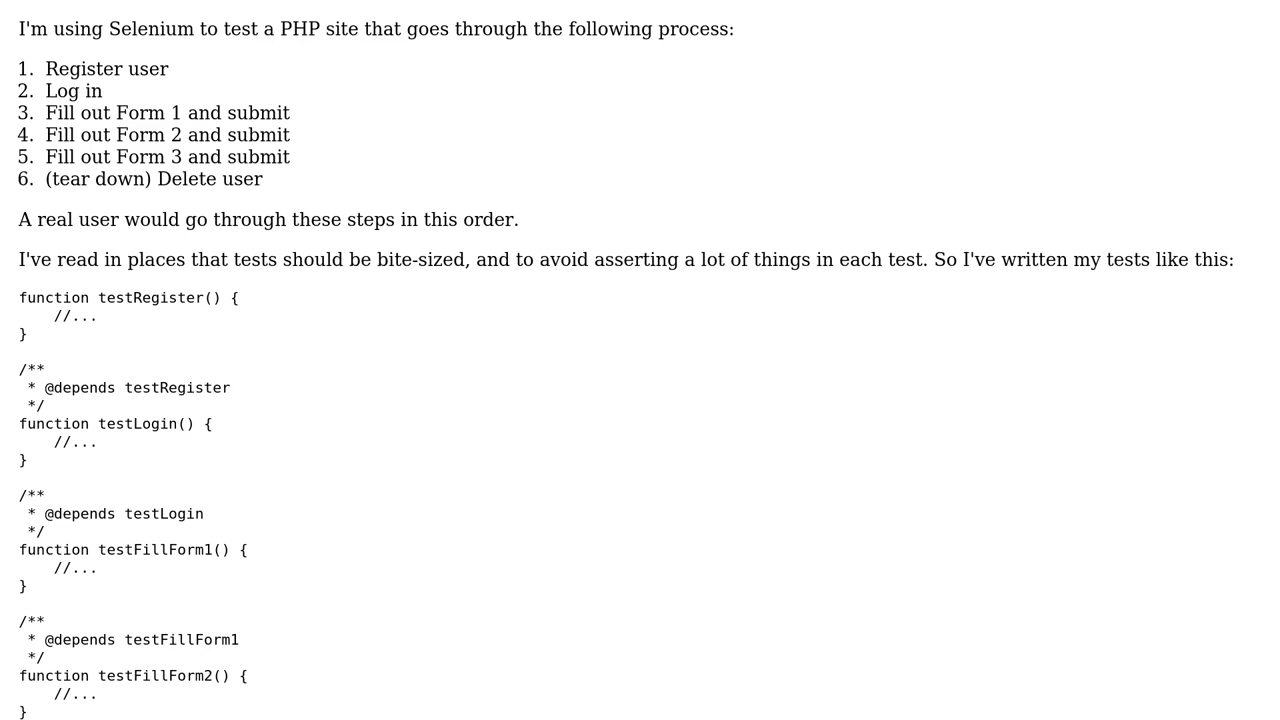 I'm using Selenium to test a PHP site that goes through the following process:
1. Register user
2. Log in
3. Fill out Form 1 and submit
4. Fill out Form 2 and submit
5. Fill out Form 3 and submit
6. (tear down) Delete user
A real user would go through these steps in this order.
I've read in places that tests should be bite-sized, and to avoid asserting a lot of things in each test. So I've written my tests like this:
function testRegister() {
    //...
}
/**
 * @depends testRegister
 */
function testLogin() {
    //...
}
/**
 * @depends testLogin
 */
function testFillForm1() {
    //...
}
/**
 * @depends testFillForm1
 */
function testFillForm2() {
    //...
}